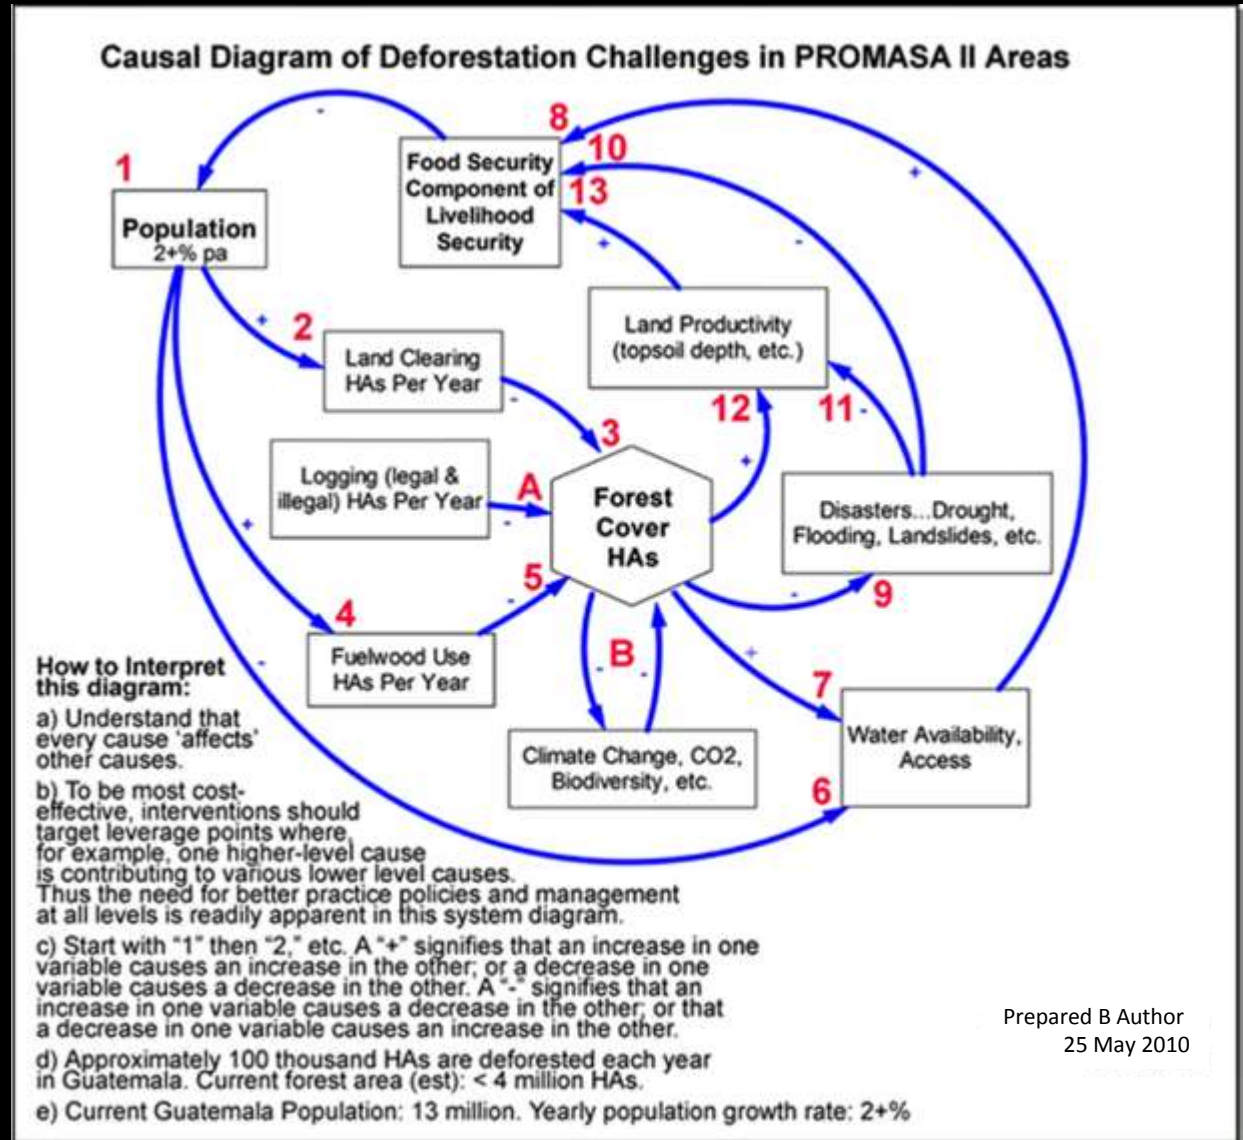 Causal Diagram of Deforestation Challenges in PROMASA II Areas
-
+
8
10
13
1
Food Security
Component of
Livelihood
Security
Population
2+% pa
+
-
+
2
Land Productivity
(topsoil depth, etc.)
Land Clearing
HAs Per Year
-
12
11
-
3
+
Logging (legal &
illegal) HAs Per Year
A
-
Forest
Cover
HAs
Disasters...Drought,
Flooding, Landslides, etc.
+
5
-
-
9
4
Fuelwood Use
HAs Per Year
B
-
-
+
7
-
Water Availability,
Access
Climate Change, CO2,
Biodiversity, etc.
6
How to Interpret
this diagram:
a) Understand that
every cause 'affects'
other causes.
b) To be most cost-
effective, interventions should
target leverage points where,
for example, one higher-level cause
is contributing to various lower level causes.
Thus the need for better practice policies and management
at all levels is readily apparent in this system diagram.
c) Start with "1" then "2," etc. A "+" signifies that an increase in one
variable causes an increase in the other; or a decrease in one
variable causes a decrease in the other. A "-" signifies that an
increase in one variable causes a decrease in the other; or that
a decrease in one variable causes an increase in the other.
d) Approximately 100 thousand HAs are deforested each year
in Guatemala. Current forest area (est): < 4 million HAs.
e) Current Guatemala Population: 13 million. Yearly population growth rate: 2+%
Prepared B Author
25 May 2010